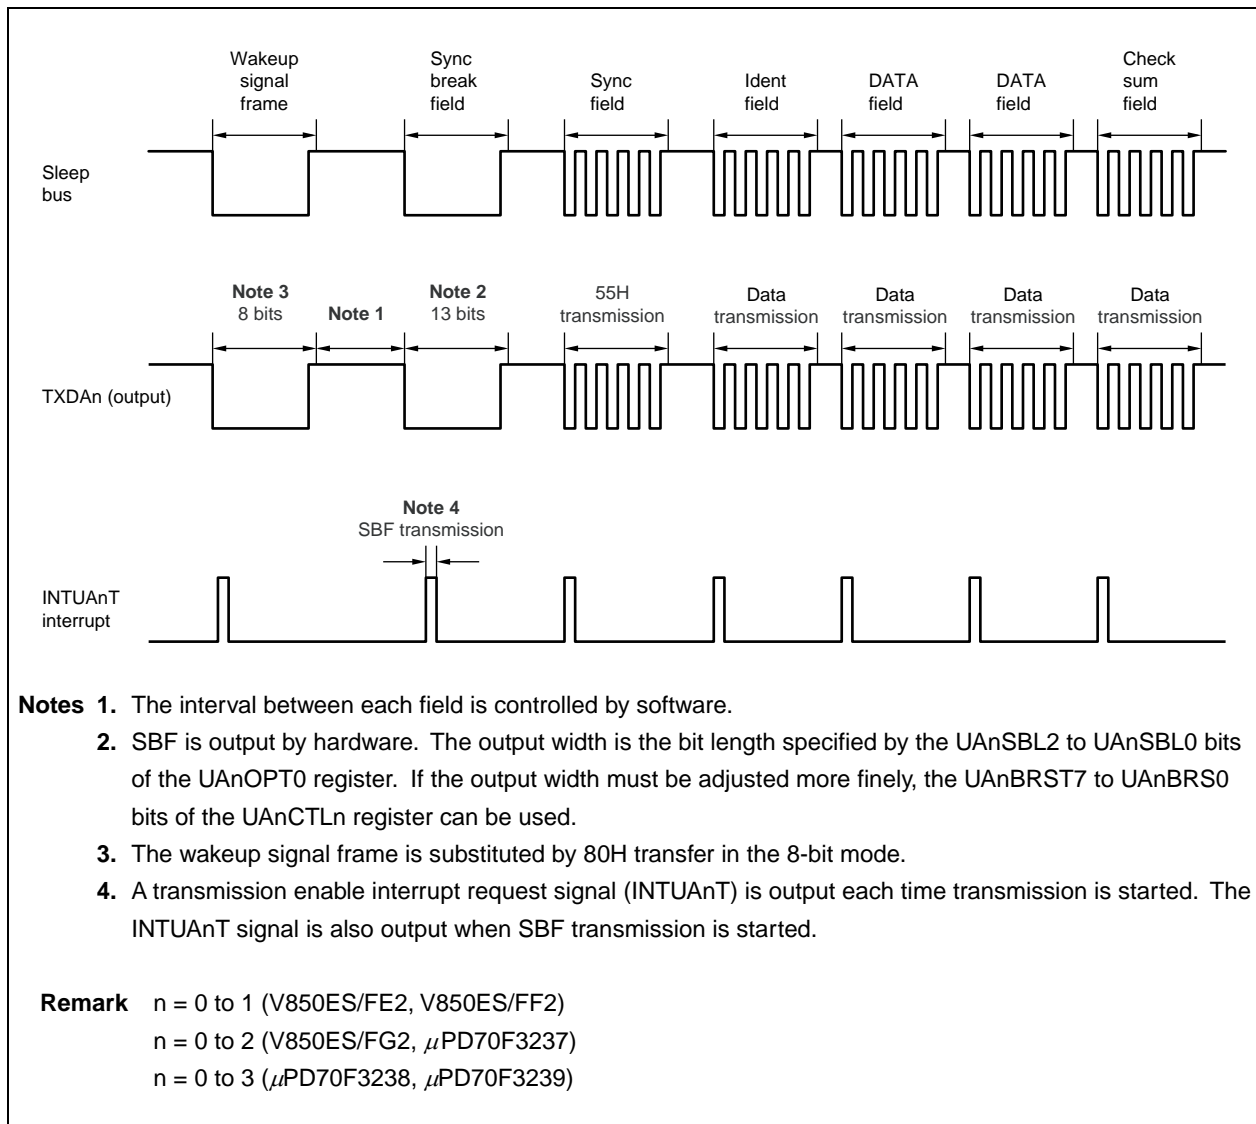 Wakeup signal frame
Sync break field
Sync field
Ident field
DATA field
DATA field
Check sum field
Sleep bus
Note 3 8 bits
Note 1
Note 2 13 bits
55H transmission
Data transmission
Data transmission
Data transmission
Data transmission
TXDAn (output)
Note 4
SBF transmission
INTUAnT interrupt
Notes 1. The interval between each field is controlled by software.
2. SBF is output by hardware. The output width is the bit length specified by the UAnSBL2 to UAnSBL0 bits
of the UAnOPT0 register. If the output width must be adjusted more finely, the UAnBRST7 to UAnBRS0
bits of the UAnCTLn register can be used.
3. The wakeup signal frame is substituted by 80H transfer in the 8-bit mode.
4. A transmission enable interrupt request signal (INTUAnT) is output each time transmission is started. The
INTUAnT signal is also output when SBF transmission is started.
Remark n = 0 to 1 (V850ES/FE2, V850ES/FF2)
n = 0 to 2 (V850ES/FG2, μPD70F3237)
n = 0 to 3 (μPD70F3238, μPD70F3239)